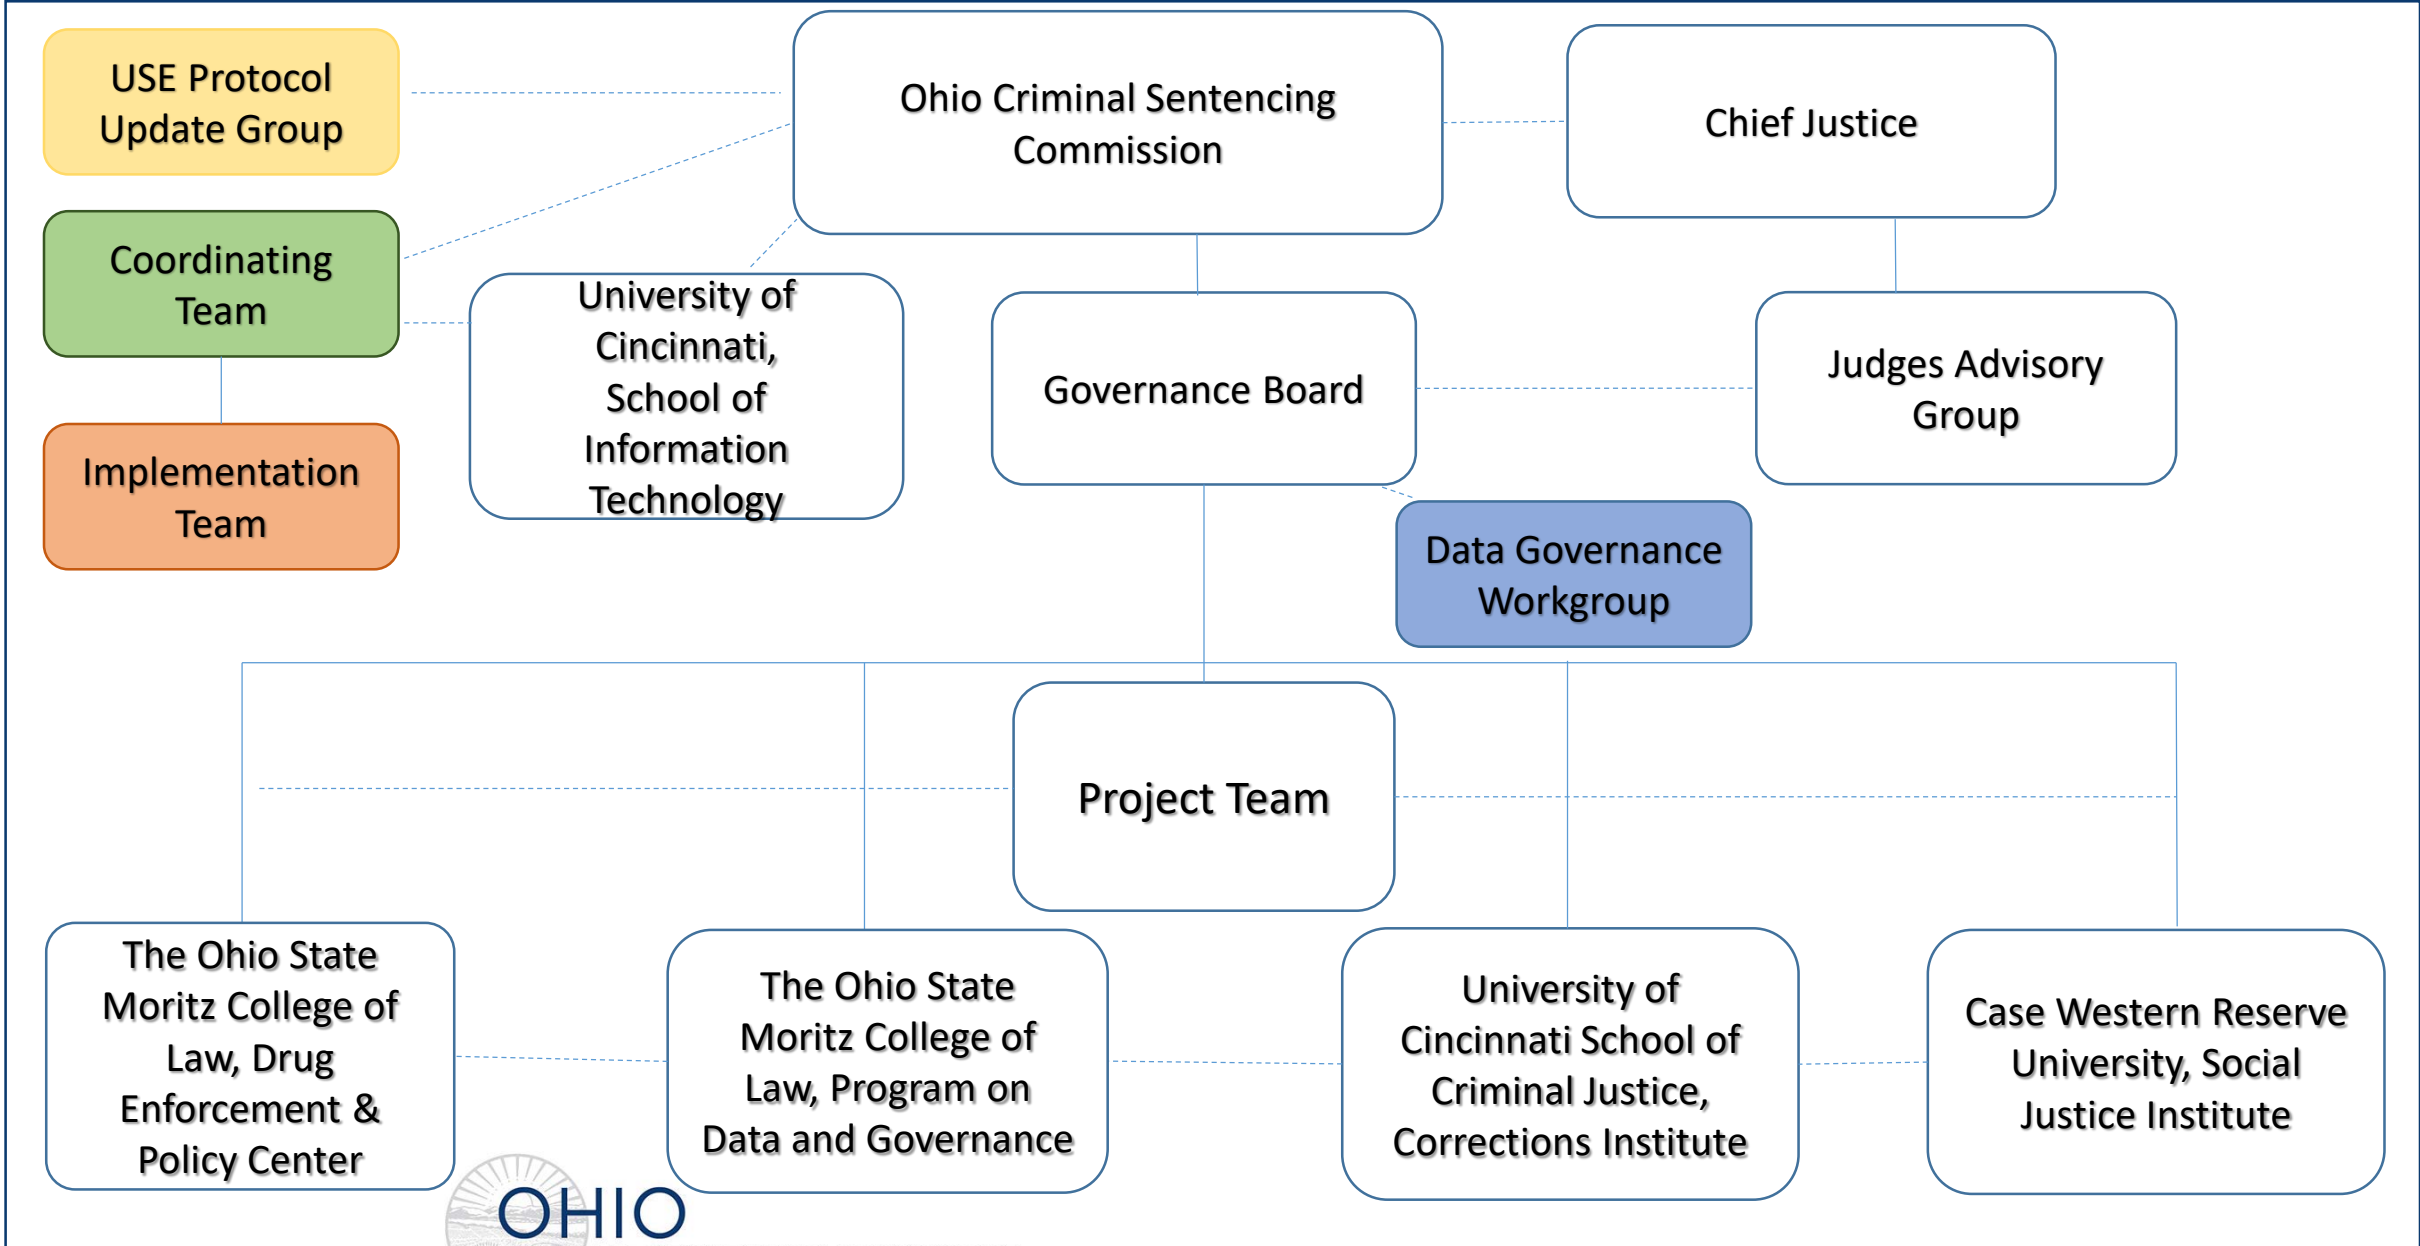 USE Protocol
Update Group
Ohio Criminal Sentencing
Commission
Chief Justice
Coordinating
Team
University of
Cincinnati,
School of
Information
Technology
Governance Board
Judges Advisory
Group
Implementation
Team
Data Governance
Workgroup
Project Team
The Ohio State
Moritz College of
Law, Drug
Enforcement &
Policy Center
The Ohio State
Moritz College of
Law, Program on
Data and Governance
University of
Cincinnati School of
Criminal Justice,
Corrections Institute
Case Western Reserve
University, Social
Justice Institute
OHIO